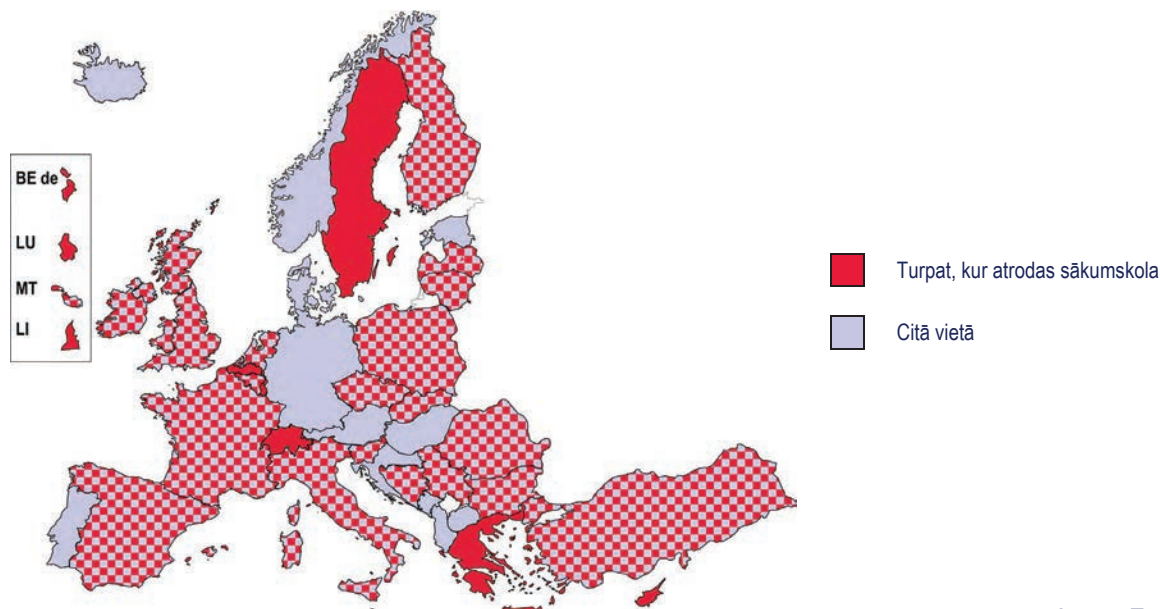 BE de
LU
MT
LI
Turpat, kur atrodas sākumskola
Citā vietā